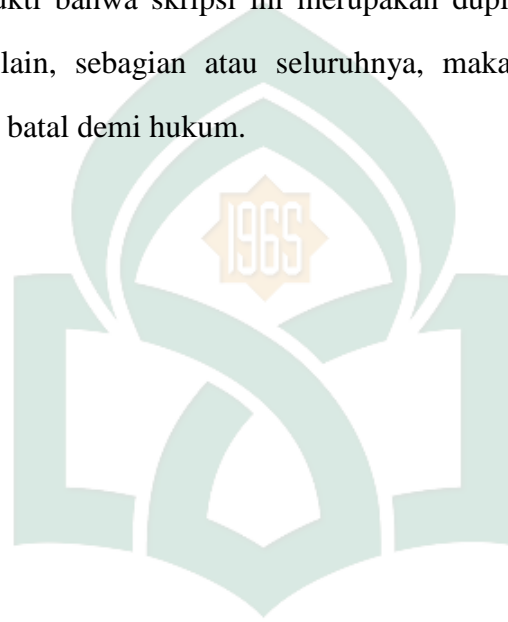 bahwa skripsi ini merupakan
lain, sebagian atau seluruhnya, maka
batal demi hukum.
1965